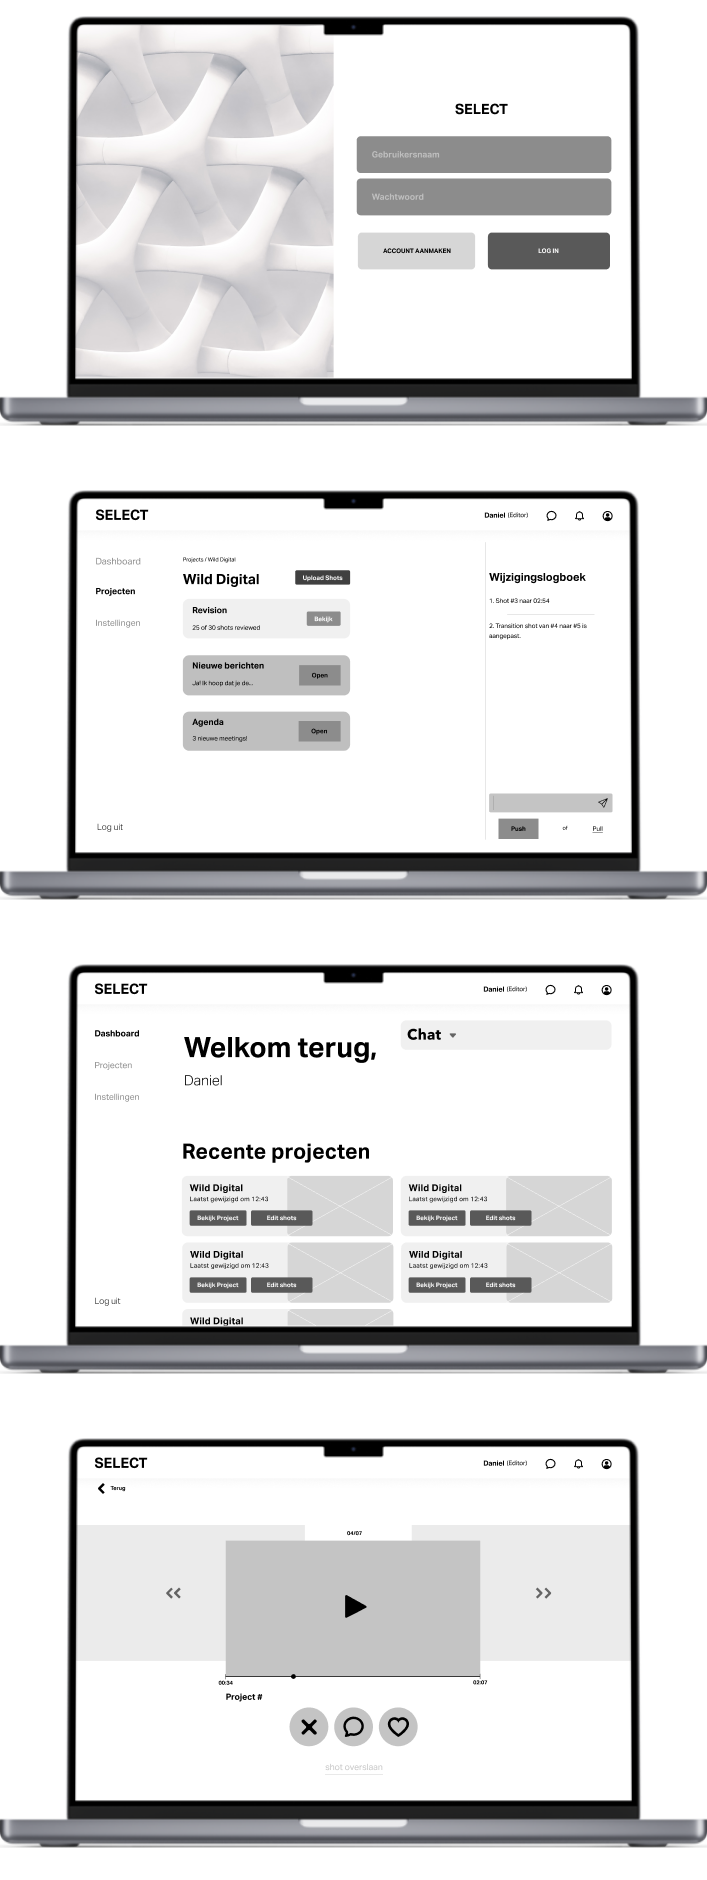 SELECT
Gebruikersnaam
Wachtwoord
ACCOUNT AANMAKEN
LOG IN
SELECT
Daniel (Editor)
Dashboard
Projecten
Instellingen
Log uit
Projects / Wild Digital
Wild Digital
Upload Shots
Revision
25 of 30 shots reviewed
Bekijk
Nieuwe berichten
Ja! Ik hoop dat je de...
Open
Agenda
3 nieuwe meetings!
Open
Wijzigingslogboek
1. Shot #3 naar 02:54
2. Transition shot van #4 naar #5 is
aangepast.
Push
of
Pull
SELECT
Daniel (Editor)
Dashboard
Projecten
Instellingen
Log uit
Welkom terug,
Daniel
Chat
Recente projecten
Wild Digital
Laatst gewijzigd om 12:43
Bekijk Project
Edit shots
Wild Digital
Laatst gewijzigd om 12:43
Bekijk Project
Edit shots
Wild Digital
Laatst gewijzigd om 12:43
Bekijk Project
Edit shots
Wild Digital
Laatst gewijzigd om 12:43
Bekijk Project
Edit shots
Wild Digital
SELECT
Daniel (Editor)
Terug
04/07
00:34
02:07
Project #
shot overslaan